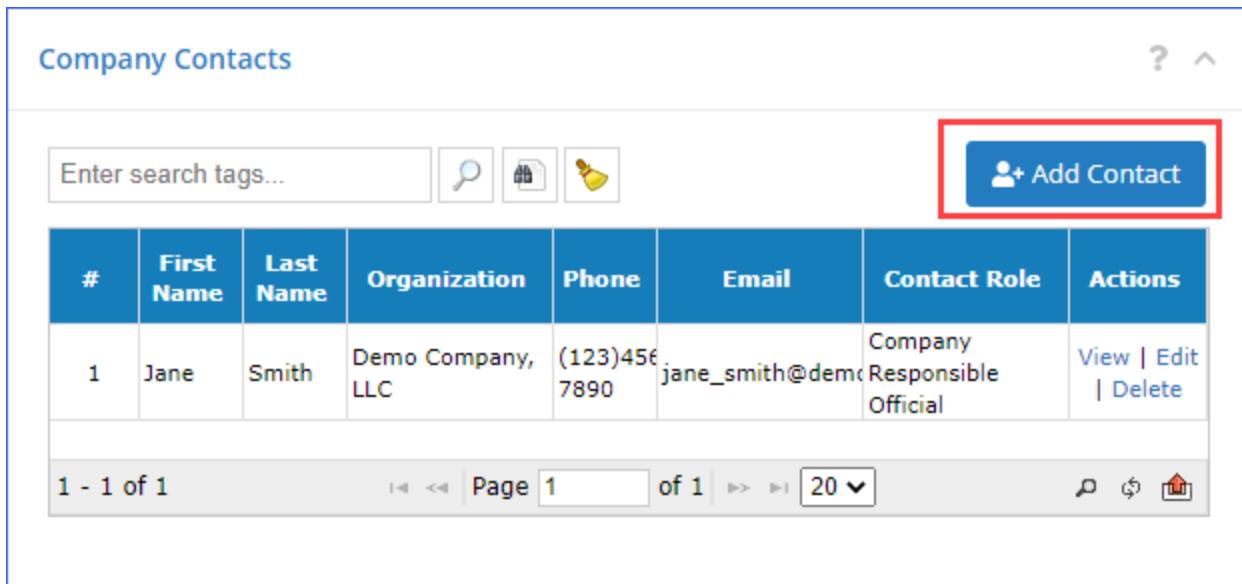 Company Contacts ?
Enter search tags... Add Contact
# First Name Last Name Organization Phone Email Contact Role Actions
1 Jane Smith Demo Company, LLC (123)456 7890 jane_smith@demo Company Responsible Official View | Edit | Delete
1 - 1 of 1 Page 1 of 1 20